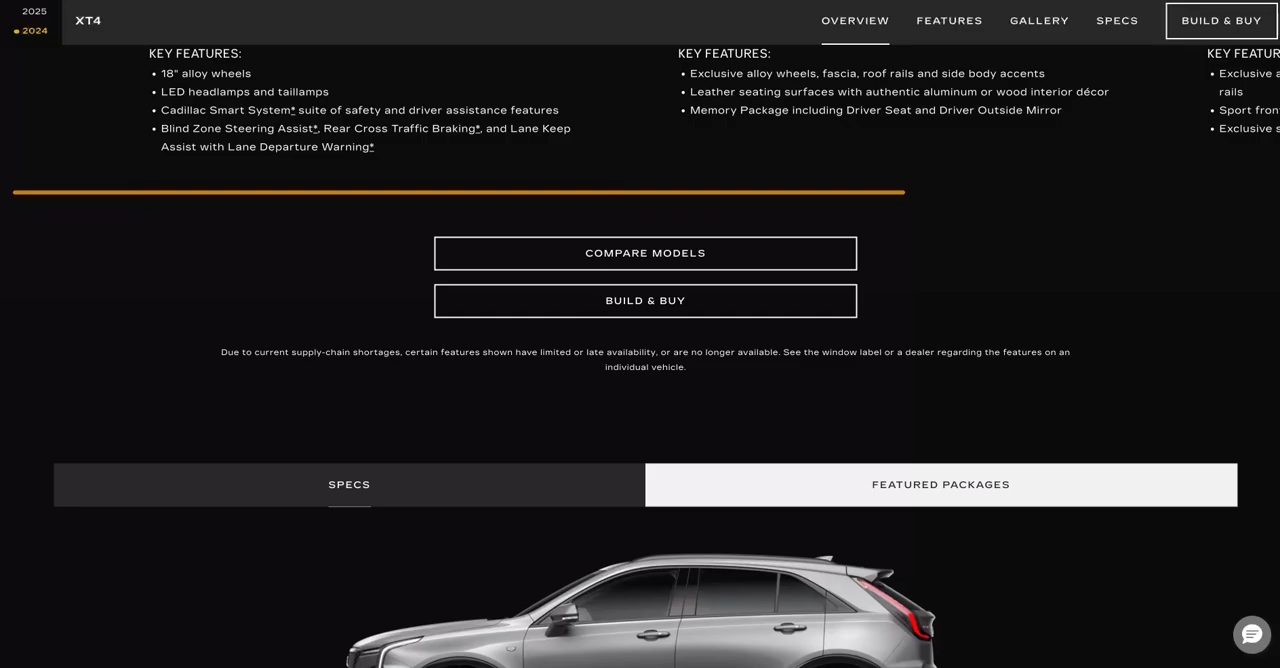 2025
2024
XT4
OVERVIEW
FEATURES
GALLERY
SPECS
BUILD & BUY
KEY FEATURES:
• 18" alloy wheels
• LED headlamps and taillamps
• Cadillac Smart System* suite of safety and driver assistance features
• Blind Zone Steering Assist*, Rear Cross Traffic Braking*, and Lane Keep
Assist with Lane Departure Warning*
KEY FEATURES:
• Exclusive alloy wheels, fascia, roof rails and side body accents
• Leather seating surfaces with authentic aluminum or wood interior décor
• Memory Package including Driver Seat and Driver Outside Mirror
KEY FEATUR
• Exclusive a
rails
• Sport fron
• Exclusive s
COMPARE MODELS
BUILD & BUY
Due to current supply-chain shortages, certain features shown have limited or late availability, or are no longer available. See the window label or a dealer regarding the features on an
individual vehicle.
SPECS
FEATURED PACKAGES